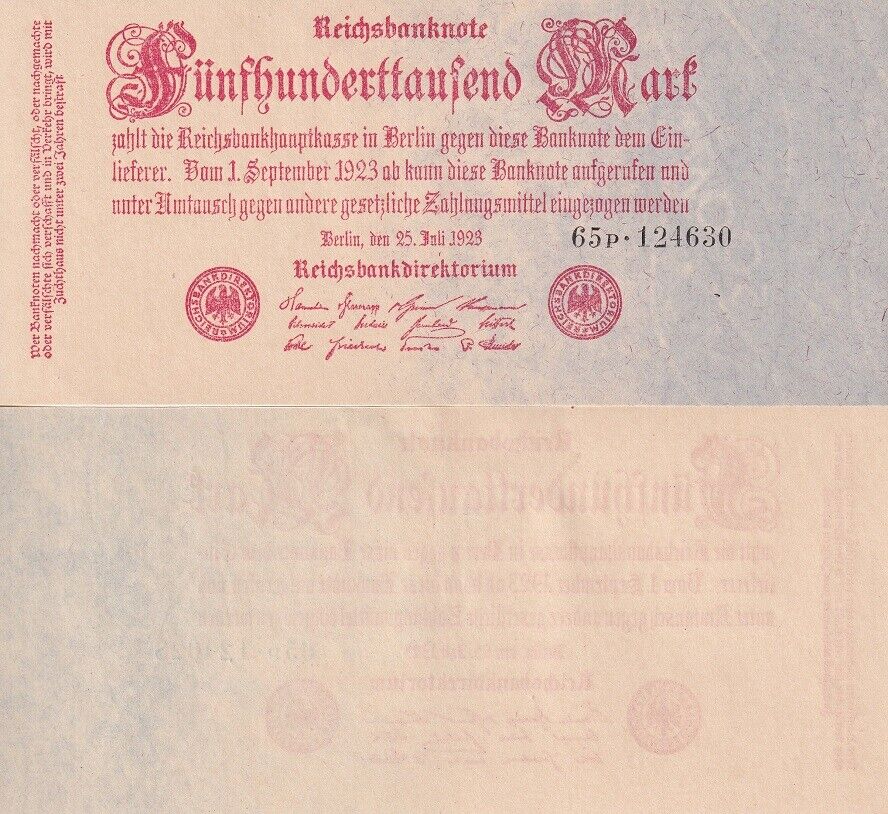 Reichsbanknote
Fünfhunderttausend Mark
zahlt die Reichsbankhauptkasse in Berlin gegen diese Banknote dem Ein-
lieferer. Vom 1. September 1923 ab kann diese Banknote aufgerufen und
unter Umtausch gegen andere gesetzliche Zahlungsmittel eingezogen werden
Berlin, den 25. Juli 1923
65P·124630
Reichsbankdirektorium
REICHSBANKDIREKTORIUM
REICHSBANKDIREKTORIUM
Wer Banknoten nachmacht oder verfälscht, oder nachgemachte
oder verfälschte sich verschafft und in Verkehr bringt, wird mit
Zuchthaus nicht unter zwei Jahren bestraft